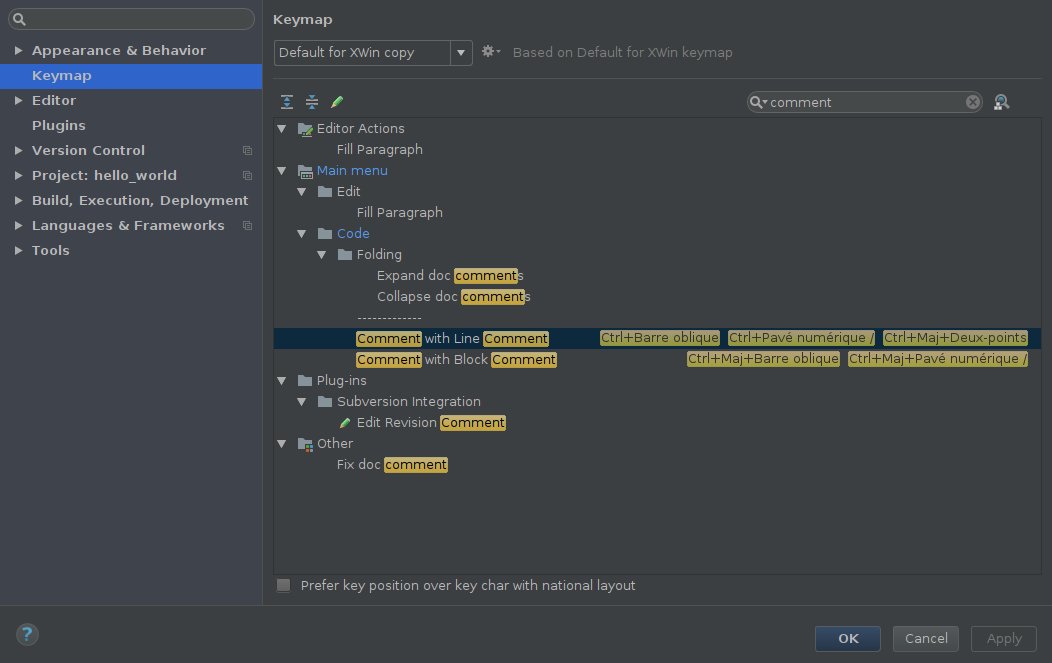 Keymap
Default for XWin copy
Based on Default for XWin keymap
Appearance & Behavior
Keymap
Editor
Plugins
Version Control
Project: hello_world
Build, Execution, Deployment
Languages & Frameworks
Tools
comment
Editor Actions
Fill Paragraph
Main menu
Edit
Fill Paragraph
Code
Folding
Expand doc comments
Collapse doc comments
-------------
Comment with Line Comment Ctrl+Barre oblique Ctrl+Pavé numérique / Ctrl+Maj+Deux-points
Comment with Block Comment Ctrl+Maj+Barre oblique Ctrl+Maj+Pavé numérique /
Plug-ins
Subversion Integration
Edit Revision Comment
Other
Fix doc comment
Prefer key position over key char with national layout
? OK Cancel Apply